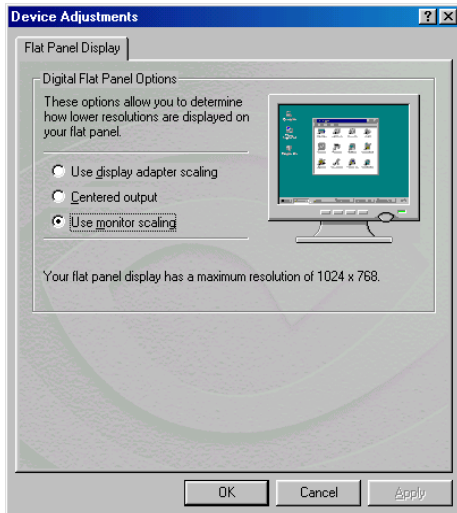 Device Adjustments
Flat Panel Display
Digital Flat Panel Options
These options allow you to determine
how lower resolutions are displayed on
your flat panel.
Use display adapter scaling
Centered output
Use monitor scaling
Your flat panel display has a maximum resolution of 1024 x 768.
OK Cancel Apply